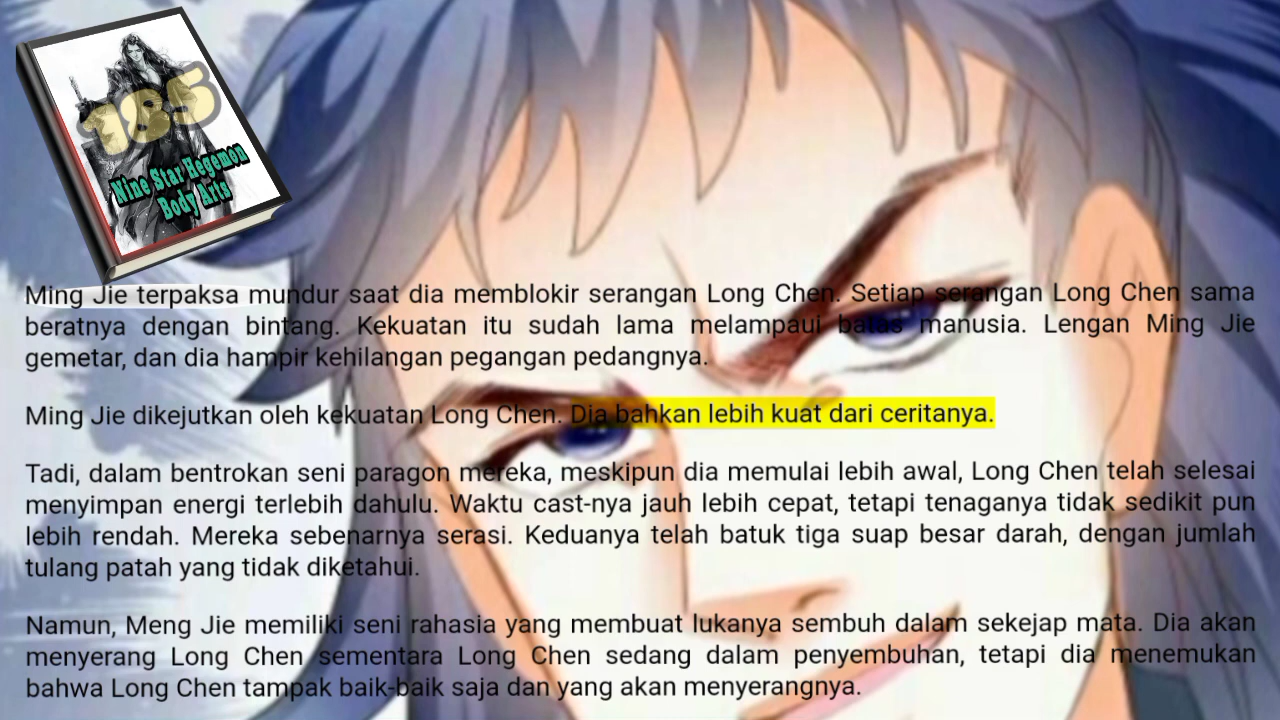 185
Nine Star Hegemon
Body Arts
Ming Jie terpaksa mundur saat dia memblokir serangan Long Chen. Setiap serangan Long Chen sama
beratnya dengan bintang. Kekuatan itu sudah lama melampaui batas manusia. Lengan Ming Jie
gemetar, dan dia hampir kehilangan pegangan pedangnya.
Ming Jie dikejutkan oleh kekuatan Long Chen. Dia bahkan lebih kuat dari ceritanya.
Tadi, dalam bentrokan seni paragon mereka, meskipun dia memulai lebih awal, Long Chen telah selesai
menyimpan energi terlebih dahulu. Waktu cast-nya jauh lebih cepat, tetapi tenaganya tidak sedikit pun
lebih rendah. Mereka sebenarnya serasi. Keduanya telah batuk tiga suap besar darah, dengan jumlah
tulang patah yang tidak diketahui.
Namun, Meng Jie memiliki seni rahasia yang membuat lukanya sembuh dalam sekejap mata. Dia akan
menyerang Long Chen sementara Long Chen sedang dalam penyembuhan, tetapi dia menemukan
bahwa Long Chen tampak baik-baik saja dan yang akan menyerangnya.